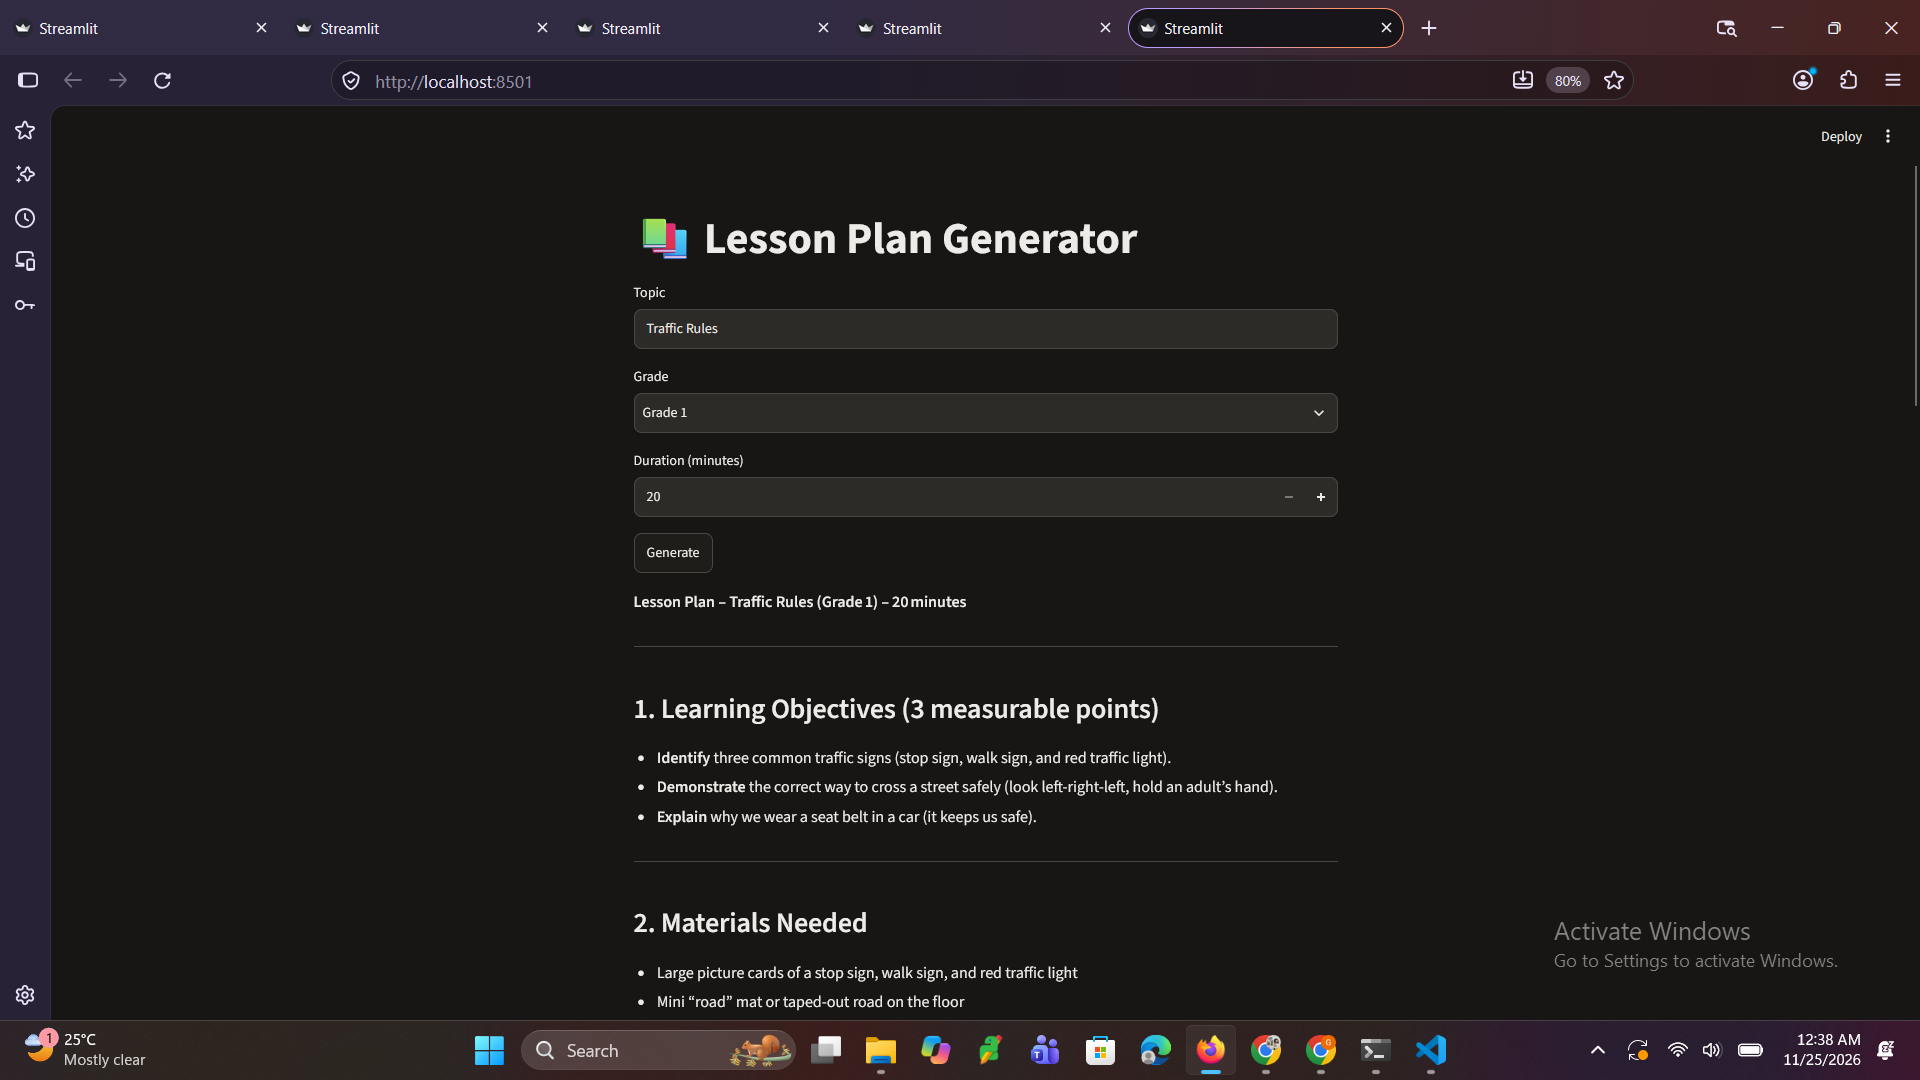 Streamlit
Streamlit
Streamlit
Streamlit
Streamlit
http://localhost:8501
80%
Deploy
Lesson Plan Generator
Topic
Traffic Rules
Grade
Grade 1
Duration (minutes)
20
Generate
Lesson Plan – Traffic Rules (Grade 1) – 20 minutes
1. Learning Objectives (3 measurable points)
• Identify three common traffic signs (stop sign, walk sign, and red traffic light).
• Demonstrate the correct way to cross a street safely (look left-right-left, hold an adult’s hand).
• Explain why we wear a seat belt in a car (it keeps us safe).
2. Materials Needed
• Large picture cards of a stop sign, walk sign, and red traffic light
• Mini “road” mat or taped-out road on the floor
Activate Windows
Go to Settings to activate Windows.
1
25°C
Mostly clear
Search
12:38 AM
11/25/2026